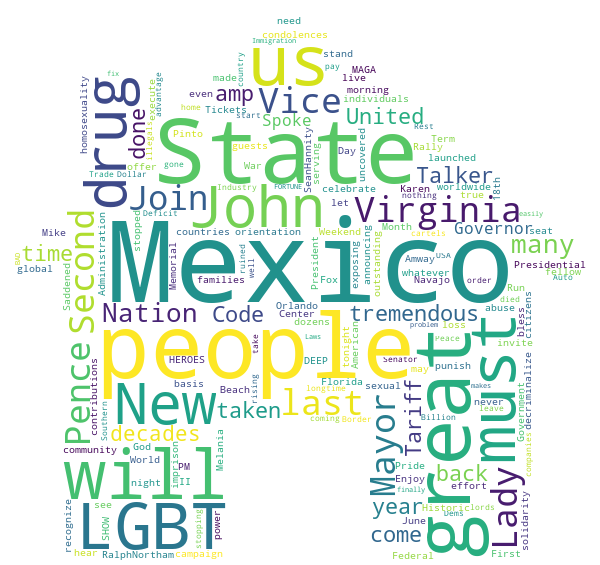 need
Immigration condolences
us
country
fix advantage
made pay stand
MAGA
homosexuality
drug
illegals
execute
even
amp
home
Vice
live
morning
individuals
done
Tickets
start
SeanHannity
uncovered
United
Rest
Term
Pinto
Spoke
offer
guests
serving
Day
Rally
launched
State
War
Trade Dollar
gone
Industry
FORTUNE
celebrate
Talker
worldwide
18th
Join
John
let
Karen
true
nothing
Virginia
easily
Second
stopped
Deficit
Mike
BAD
time
global
Saddened
Administration
countries orientation
Weekend
Month
announcing
outstanding
cartels
Governor
seat
many
Presidential
Mexico
Memorial
families
ruined
well
President
Fox
exposing
Amway
USA
whatever
Navajo
order
fellow
Run
Auto
Nation
Code
Orlando
Center
dozens
tremendous
died
abuse
bless
citizens
Pence
contributions
people
HEROES
take
DEEP
tonight
American
loss
invite
Laws
problem
Peace
Senator
may
punish
decriminalize
basis
Florida
sexual
great
must
makes
New
Beach
rising
longtime
last
taken
coming
Border
Mayor
Tariff
Billion
never
leave
Government
companies
Southern
decades
community
God
World
imprison
Melania
PM
night
II
Pride
back
Enjoy
effort
Lady
solidarity
will
year
Historic
lords
June
see
SHOW
stopping
power
come
finally
First
Dems
recognize
LGBT
hear
RalphNortham
campaign
Federal